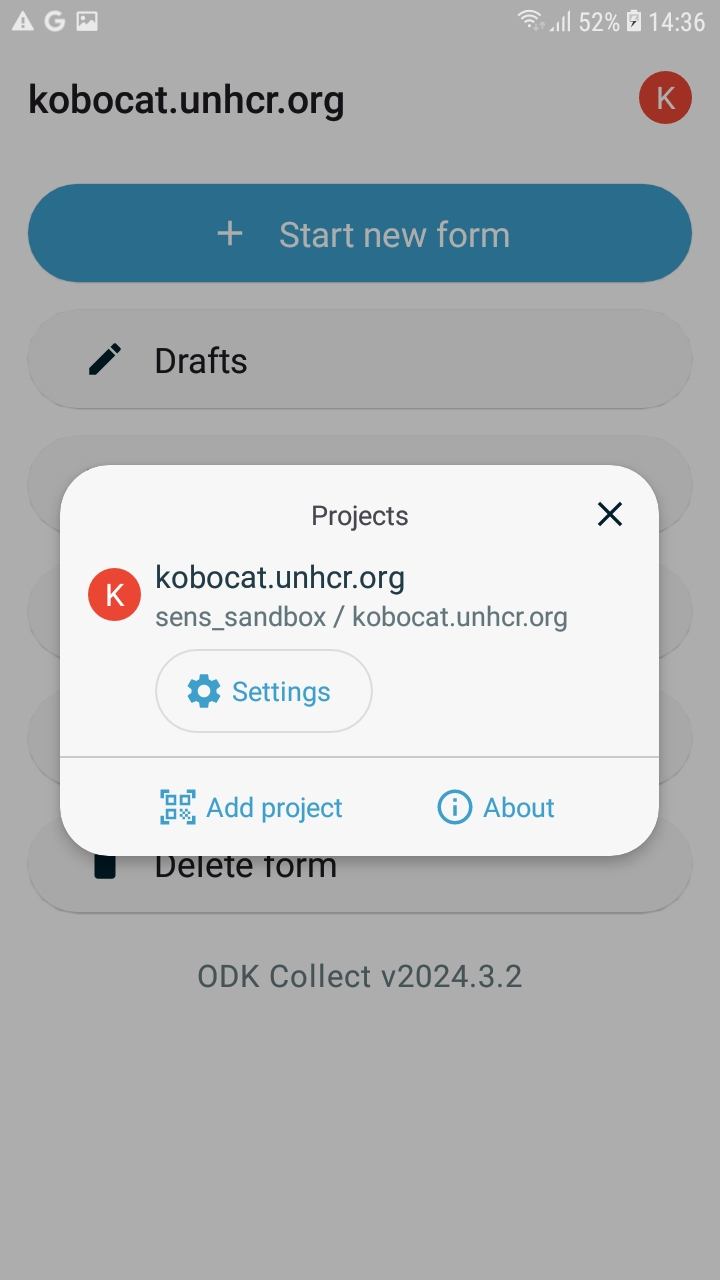 52% 14:36
kobocat.unhcr.org
K
Start new form
Drafts
Projects
K
kobocat.unhcr.org
sens_sandbox / kobocat.unhcr.org
Settings
Add project
About
Delete form
ODK Collect v2024.3.2